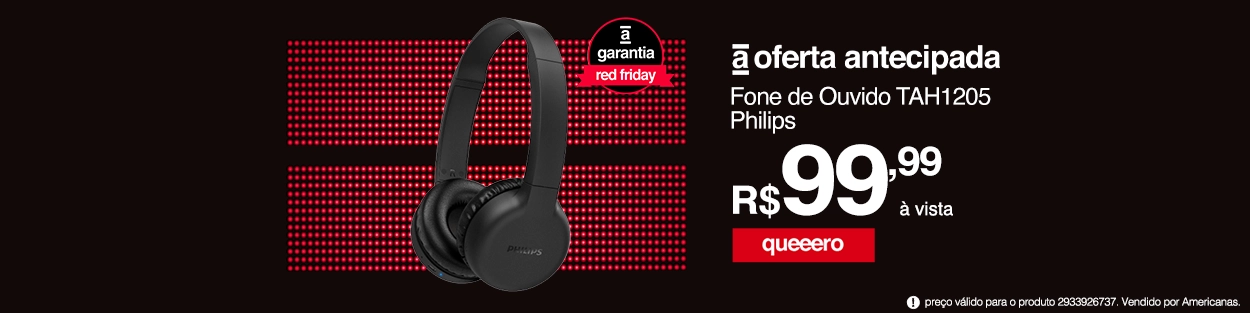 a
garantia
red friday
PHILIPS
a oferta antecipada
Fone de Ouvido TAH1205
Philips
R$99,99
à vista
queeero
! preço válido para o produto 2933926737. Vendido por Americanas.